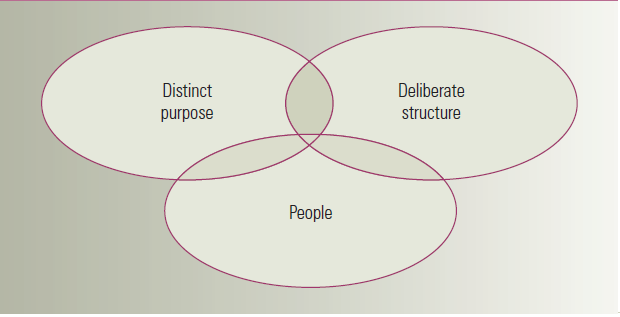 Distinct
purpose
Deliberate
structure
People